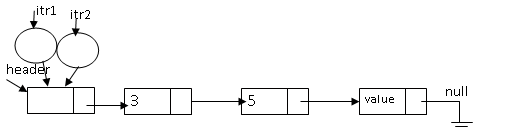 itr1
itr2
header
3
5
value
null